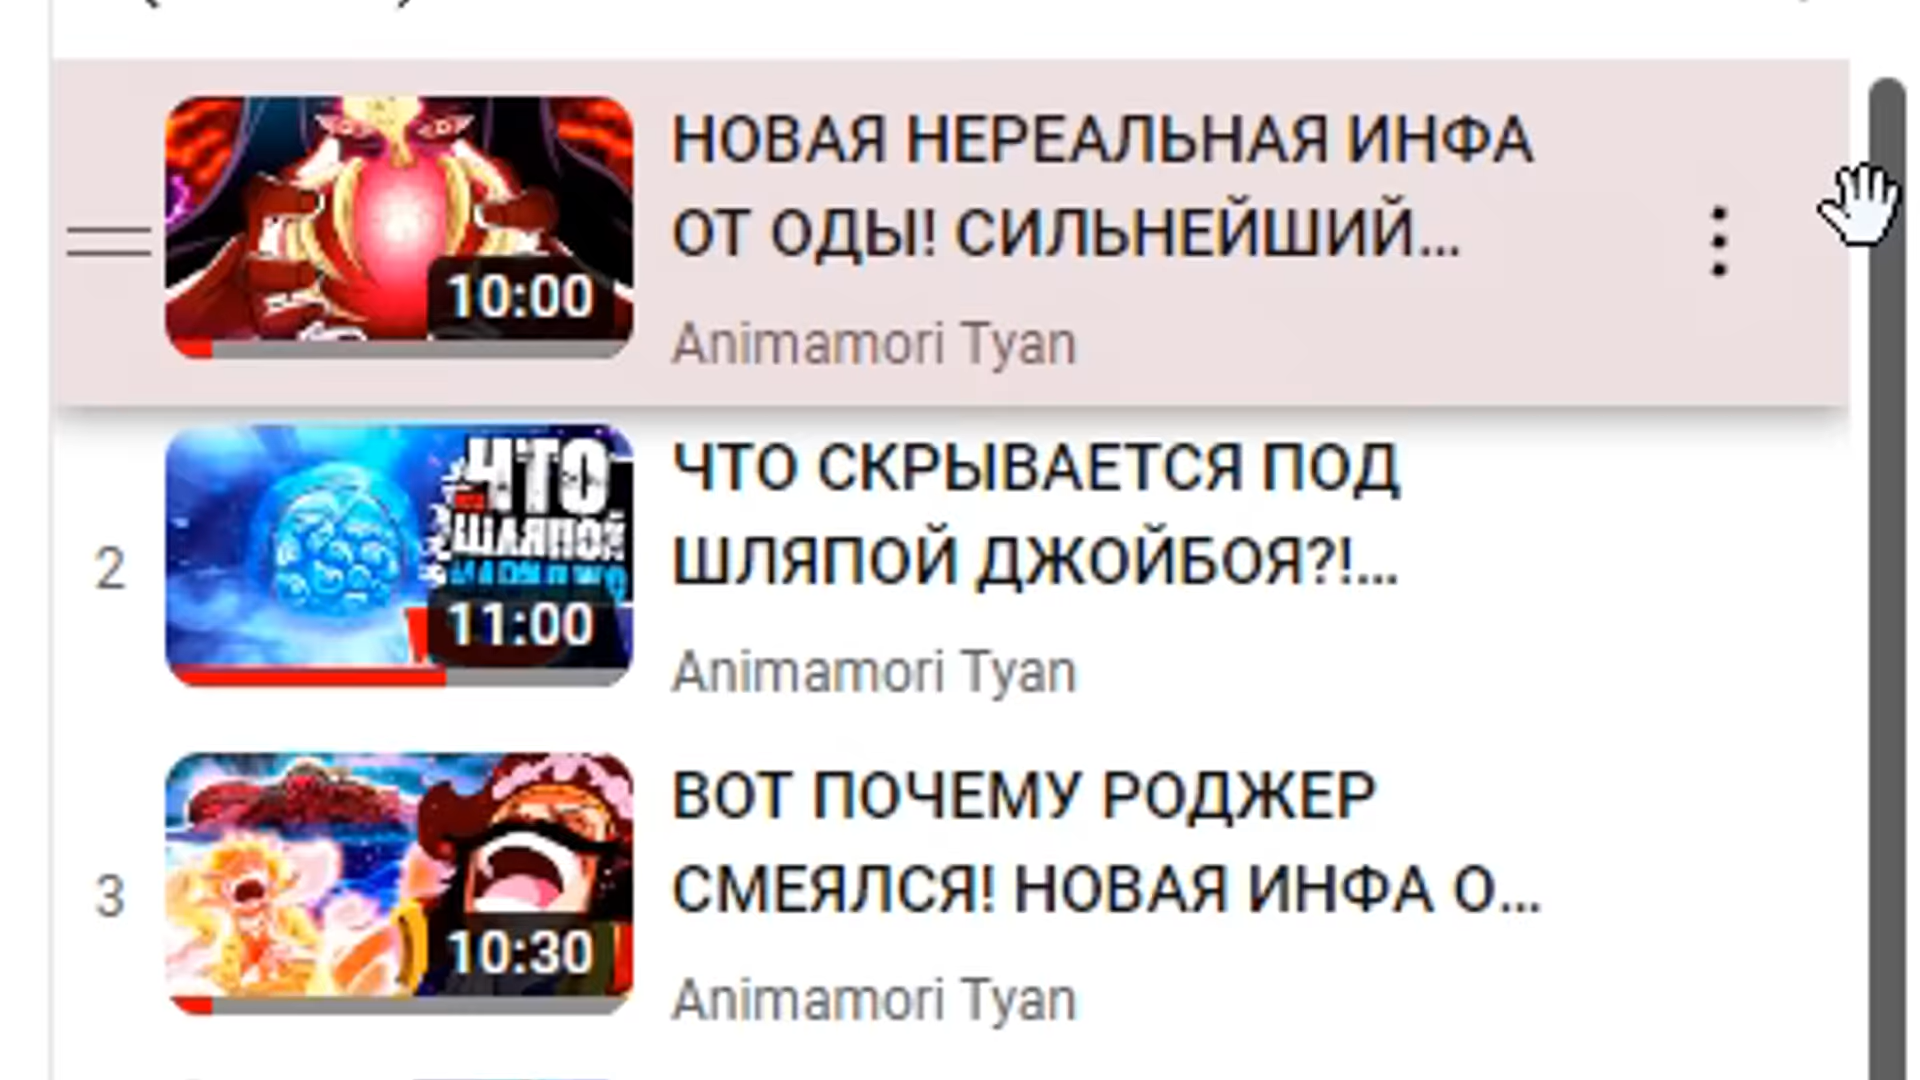 НОВАЯ НЕРЕАЛЬНАЯ ИНФА
ОТ ОДЫ! СИЛЬНЕЙШИЙ...
10:00
Animamori Tyan
ЧТО СКРЫВАЕТСЯ ПОД
ШЛЯПОЙ ДЖОЙБОЯ?!...
2
ЧТО
ПОД
ШЛЯПОЙ
11:00
Animamori Tyan
ВОТ ПОЧЕМУ РОДЖЕР
СМЕЯЛСЯ! НОВАЯ ИНФА О...
3
10:30
Animamori Tyan